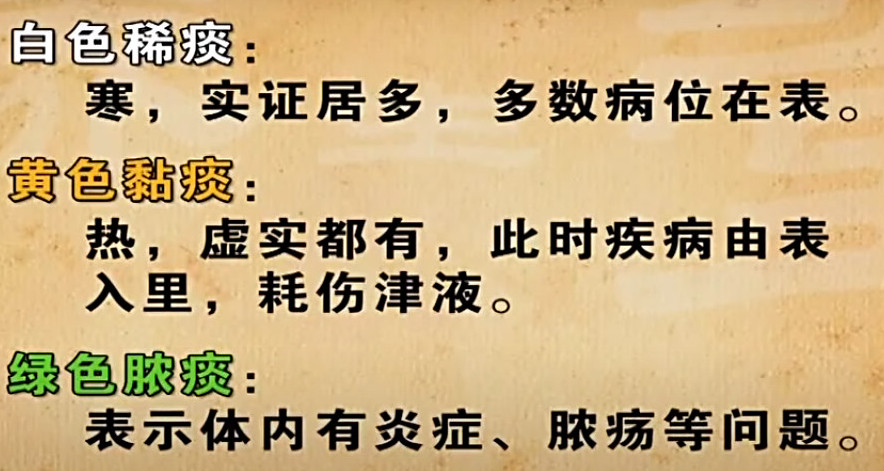 白色稀痰：
寒，实证居多，多数病位在表。
黄色黏痰：
热，虚实都有，此时疾病由表
入里，耗伤津液。
绿色脓痰：
表示体内有炎症、脓疡等问题。